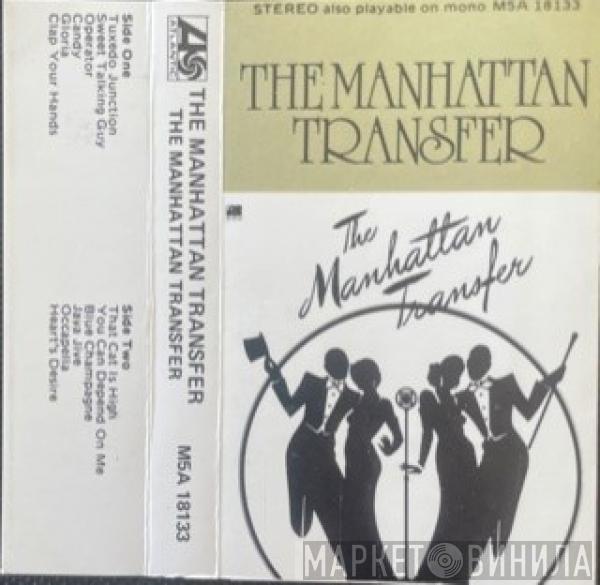 Side One
Tuxedo Junction
Sweet Talking Guy
Operator
Candy
Gloria
Clap Your Hands
Side Two
That Cat Is High
You Can Depend On Me
Blue Champagne
Java Jive
Occapella
Heart's Desire
ATLANTIC
THE MANHATTAN TRANSFER
THE MANHATTAN TRANSFER
M5A 18133
STEREO also playable on mono M5A 18133
THE MANHATTAN
TRANSFER
The
Manhattan
Transfer
МАРКЕТ ВИНИЛА